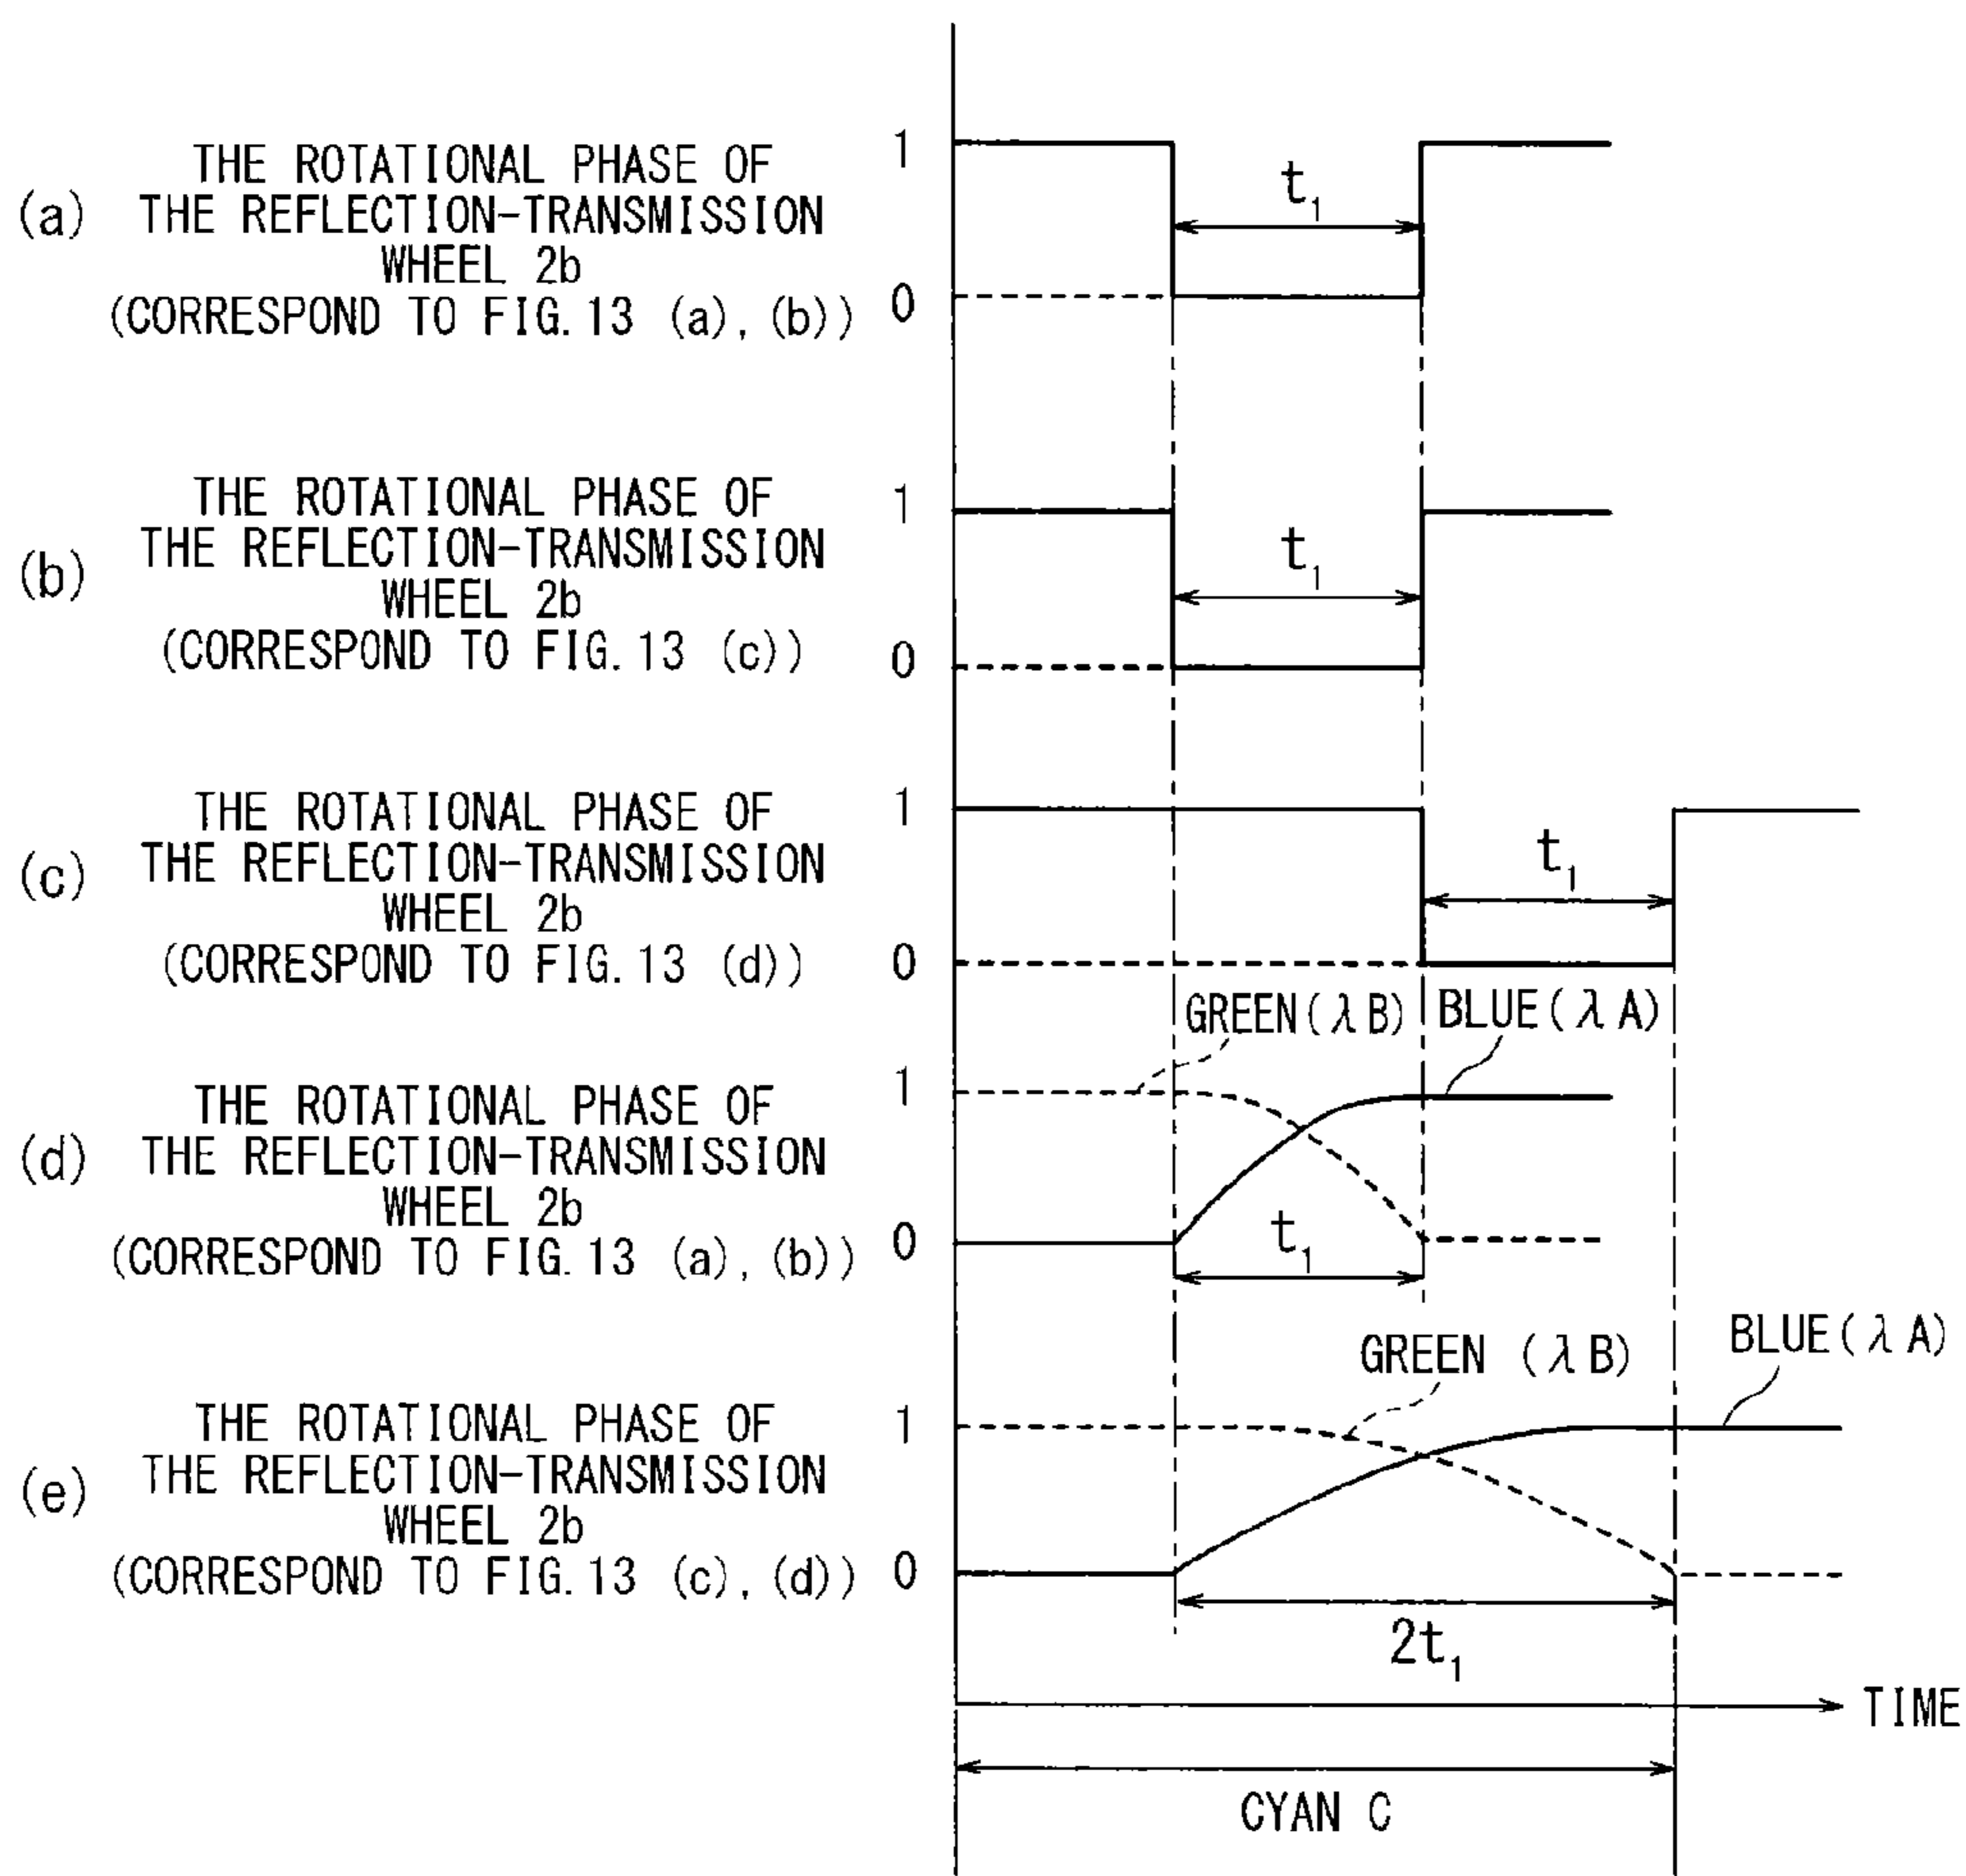 (a)
THE ROTATIONAL PHASE OF
THE REFLECTION-TRANSMISSION
WHEEL 2b
(CORRESPOND TO FIG.13 (a),(b))
1
0
t1
(b)
THE ROTATIONAL PHASE OF
THE REFLECTION-TRANSMISSION
WHEEL 2b
(CORRESPOND TO FIG.13 (c))
1
0
t1
(c)
THE ROTATIONAL PHASE OF
THE REFLECTION-TRANSMISSION
WHEEL 2b
(CORRESPOND TO FIG.13 (d))
1
0
t1
(d)
THE ROTATIONAL PHASE OF
THE REFLECTION-TRANSMISSION
WHEEL 2b
(CORRESPOND TO FIG.13 (a),(b))
1
0
GREEN(λB)
BLUE(λA)
t1
(e)
THE ROTATIONAL PHASE OF
THE REFLECTION-TRANSMISSION
WHEEL 2b
(CORRESPOND TO FIG.13 (c),(d))
1
0
GREEN (λB)
BLUE(λA)
2t1
TIME
CYAN C